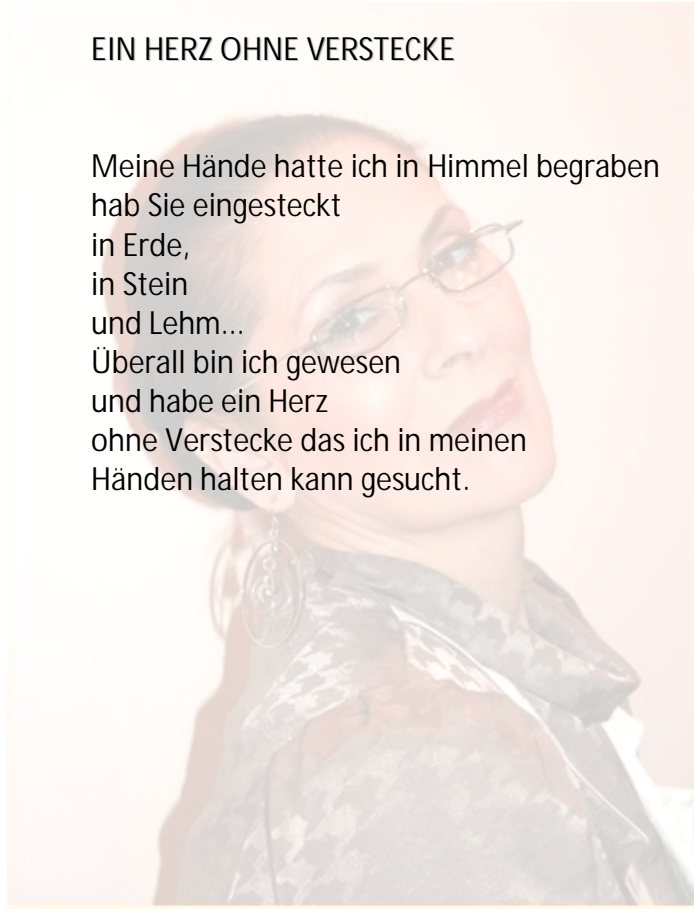 EIN HERZ OHNE VERSTECKE
Meine Hände hatte ich in Himmel begraben
hab Sie eingesteckt
in Erde,
in Stein
und Lehm...
Überall bin ich gewesen
und habe ein Herz
ohne Verstecke das ich in meinen
Händen halten kann gesucht.